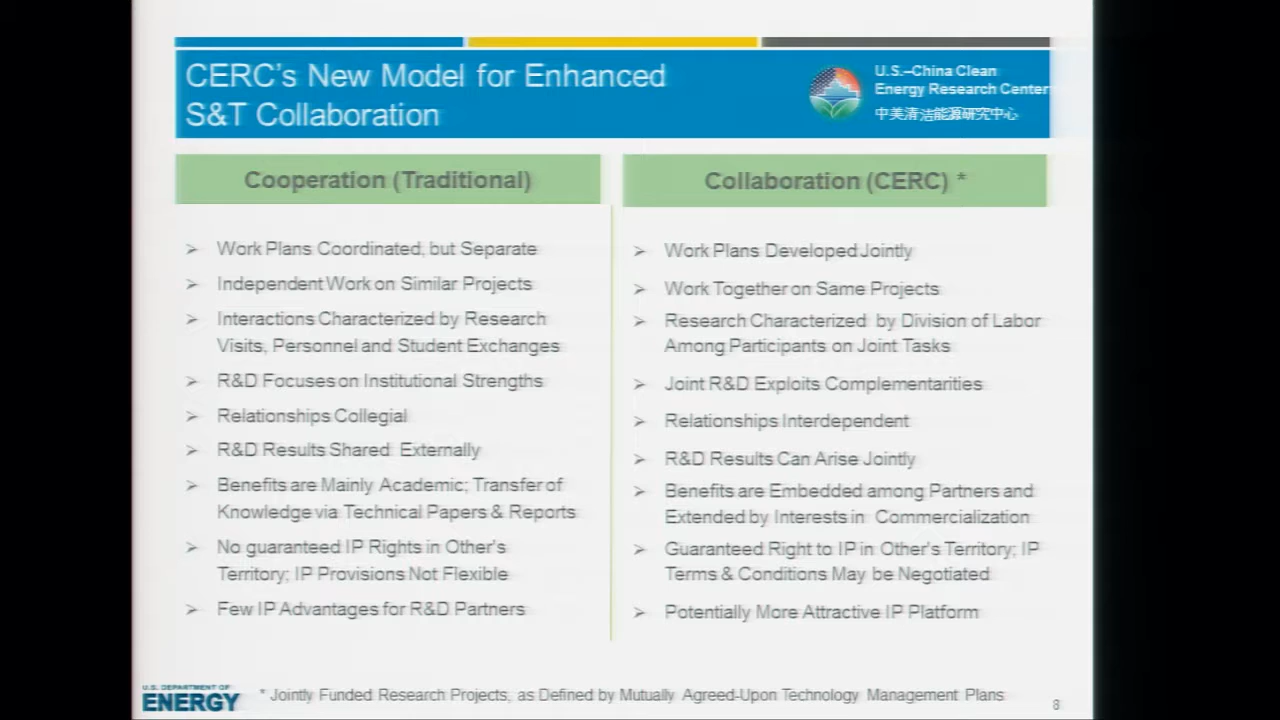 CERC's New Model for Enhanced
S&T Collaboration
U.S.–China Clean
Energy Research Center
中美清洁能源研究中心
Cooperation (Traditional)
Work Plans Coordinated, but Separate
Independent Work on Similar Projects
Interactions Characterized by Research
Visits, Personnel and Student Exchanges
R&D Focuses on Institutional Strengths
Relationships Collegial
R&D Results Shared Externally
Benefits are Mainly Academic; Transfer of
Knowledge via Technical Papers & Reports
No guaranteed IP Rights in Other's
Territory; IP Provisions Not Flexible
Few IP Advantages for R&D Partners
Collaboration (CERC) *
Work Plans Developed Jointly
Work Together on Same Projects
Research Characterized by Division of Labor
Among Participants on Joint Tasks
Joint R&D Exploits Complementarities
Relationships Interdependent
R&D Results Can Arise Jointly
Benefits are Embedded among Partners and
Extended by Interests in Commercialization
Guaranteed Right to IP in Other's Territory; IP
Terms & Conditions May be Negotiated
Potentially More Attractive IP Platform
U.S. DEPARTMENT OF
ENERGY
* Jointly Funded Research Projects, as Defined by Mutually Agreed-Upon Technology Management Plans
8